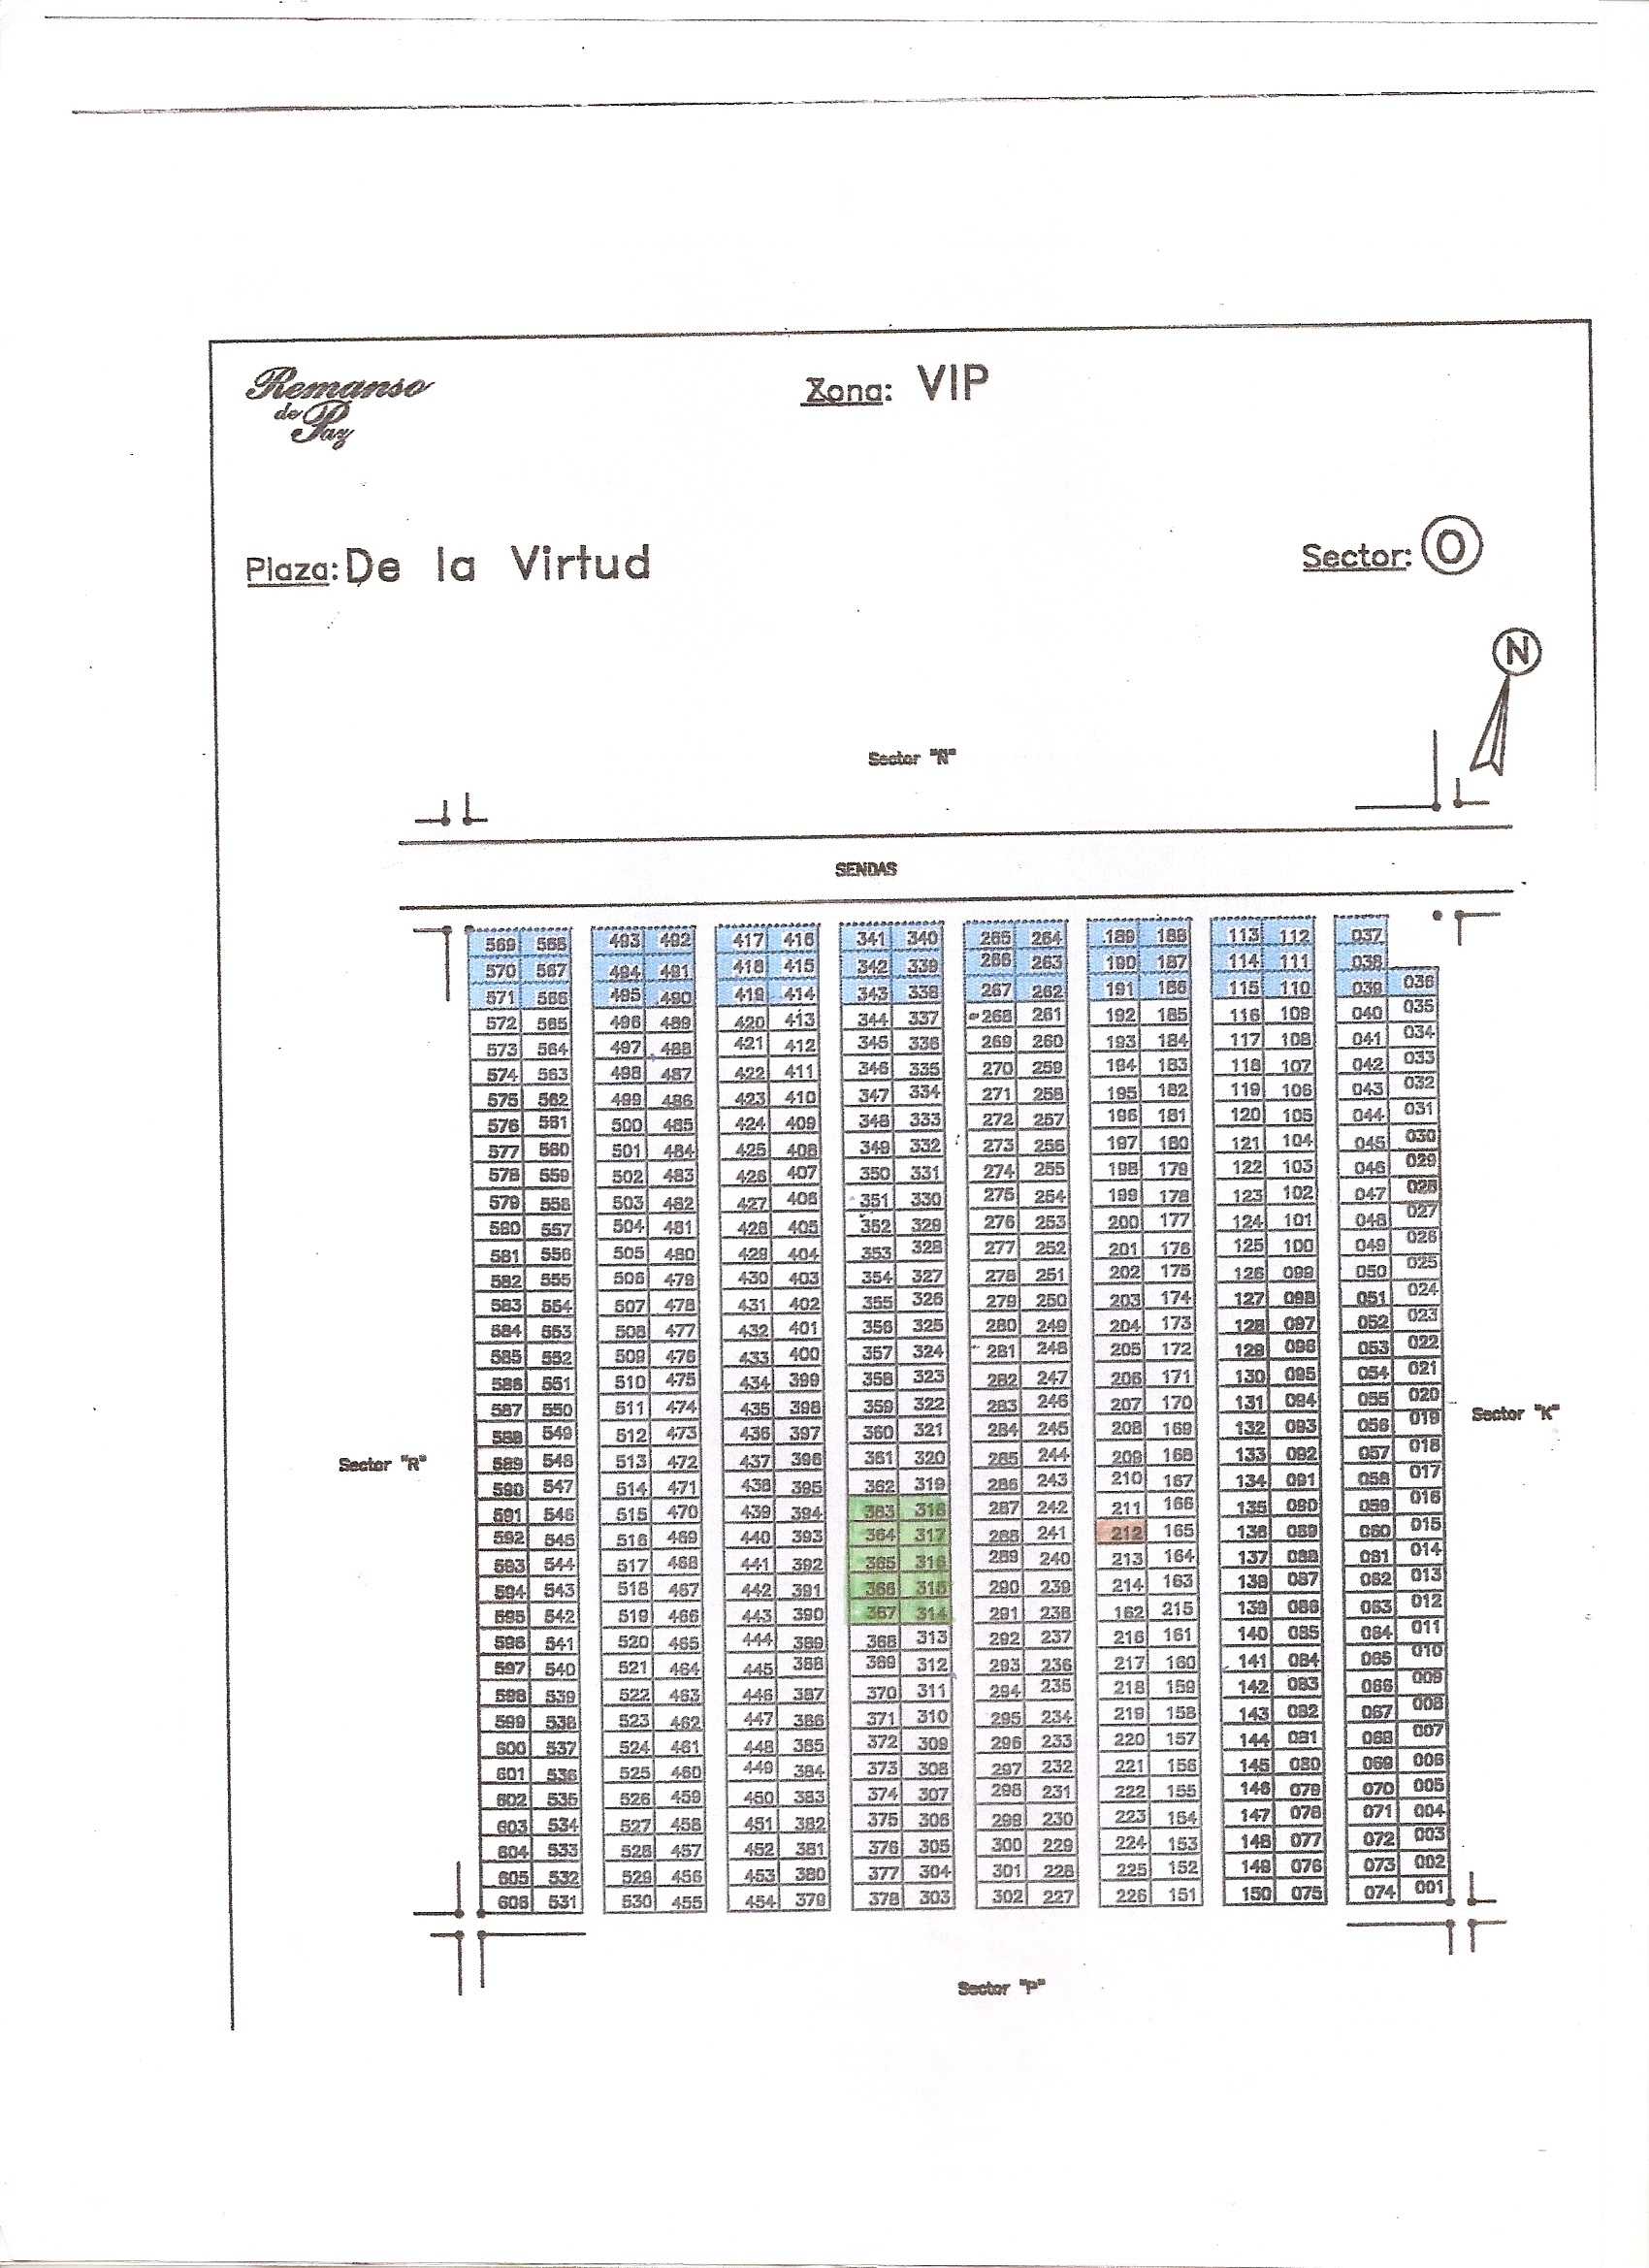 Remanso
de Paz
Zona: VIP
Plaza: De la Virtud
Sector: O
N
Sector "N"
SENDAS
569 568 493 492 417 416 341 340 265 264 189 188 113 112 037
570 567 494 491 418 415 342 339 266 263 190 187 114 111 038
571 566 495 490 419 414 343 338 267 262 191 186 115 110 039 036
572 565 496 489 420 413 344 337 268 261 192 185 116 109 040 035
573 564 497 488 421 412 345 336 269 260 193 184 117 108 041 034
574 563 498 487 422 411 346 335 270 259 194 183 118 107 042 033
575 562 499 486 423 410 347 334 271 258 195 182 119 106 043 032
576 561 500 485 424 409 348 333 272 257 196 181 120 105 044 031
577 560 501 484 425 408 349 332 273 256 197 180 121 104 045 030
578 559 502 483 426 407 350 331 274 255 198 179 122 103 046 029
579 558 503 482 427 406 351 330 275 254 199 178 123 102 047 028
580 557 504 481 428 405 352 329 276 253 200 177 124 101 048 027
581 556 505 480 429 404 353 328 277 252 201 176 125 100 049 026
582 555 506 479 430 403 354 327 278 251 202 175 126 099 050 025
583 554 507 478 431 402 355 326 279 250 203 174 127 098 051 024
584 553 508 477 432 401 356 325 280 249 204 173 128 097 052 023
585 552 509 476 433 400 357 324 281 248 205 172 129 096 053 022
586 551 510 475 434 399 358 323 282 247 206 171 130 095 054 021
587 550 511 474 435 398 359 322 283 246 207 170 131 094 055 020
588 549 512 473 436 397 360 321 284 245 208 169 132 093 056 019
589 548 513 472 437 396 361 320 285 244 209 168 133 092 057 018
590 547 514 471 438 395 362 319 286 243 210 167 134 091 058 017
591 546 515 470 439 394 363 318 287 242 211 166 135 090 059 016
592 545 516 469 440 393 364 317 288 241 212 165 136 089 060 015
593 544 517 468 441 392 365 316 289 240 213 164 137 088 061 014
594 543 518 467 442 391 366 315 290 239 214 163 138 087 062 013
595 542 519 466 443 390 367 314 291 238 162 215 139 086 063 012
596 541 520 465 444 389 368 313 292 237 216 161 140 085 064 011
597 540 521 464 445 388 369 312 293 236 217 160 141 084 065 010
598 539 522 463 446 387 370 311 294 235 218 159 142 083 066 009
599 538 523 462 447 386 371 310 295 234 219 158 143 082 067 008
600 537 524 461 448 385 372 309 296 233 220 157 144 081 068 007
601 536 525 460 449 384 373 308 297 232 221 156 145 080 069 006
602 535 526 459 450 383 374 307 298 231 222 155 146 079 070 005
603 534 527 458 451 382 375 306 299 230 223 154 147 078 071 004
604 533 528 457 452 381 376 305 300 229 224 153 148 077 072 003
605 532 529 456 453 380 377 304 301 228 225 152 149 076 073 002
606 531 530 455 454 379 378 303 302 227 226 151 150 075 074 001
Sector "R"
Sector "K"
Sector "P"